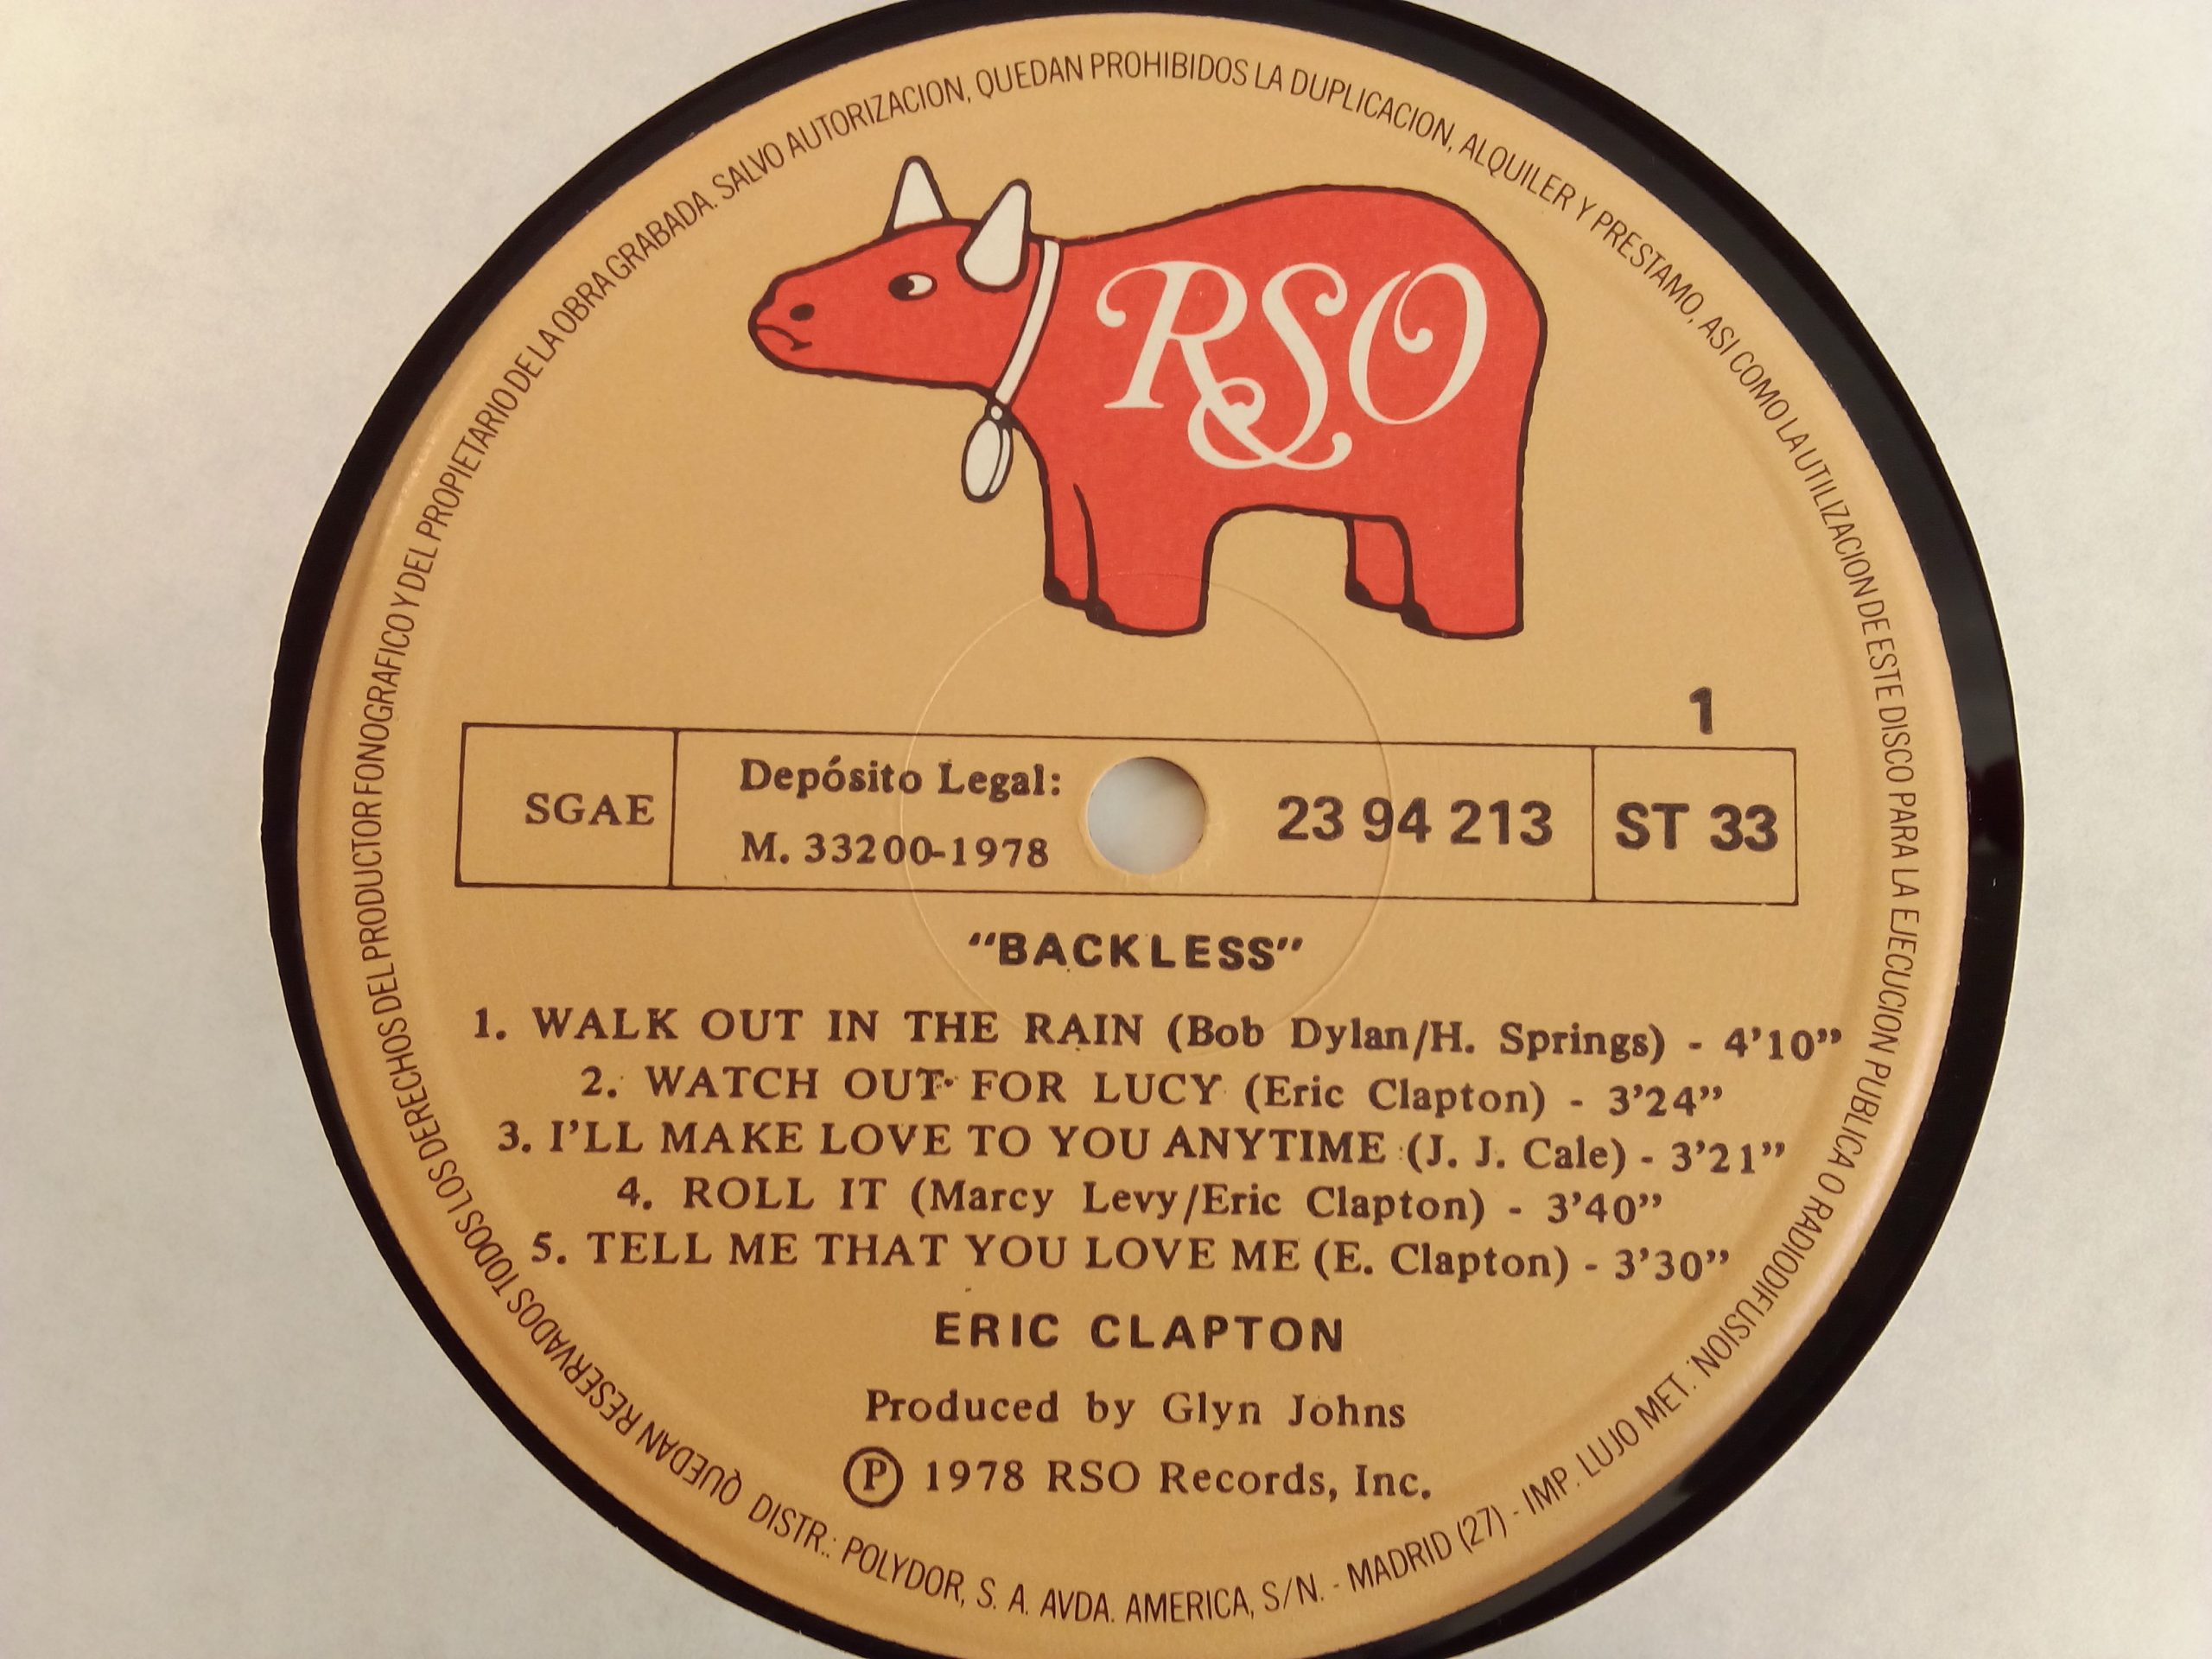 QUEDAN RESERVADOS TODOS LOS DERECHOS DEL PRODUCTOR FONOGRAFICO Y DEL PROPIETARIO DE LA OBRA GRABADA. SALVO AUTORIZACION, QUEDAN PROHIBIDOS LA DUPLICACION, ALQUILER Y PRESTAMO, ASI COMO LA UTILIZACION DE ESTE DISCO PARA LA EJECUCION PUBLICA O RADIODIFUSION.
RSO
1
SGAE
Depósito Legal:
M. 33200-1978
23 94 213
ST 33
"BACKLESS"
1. WALK OUT IN THE RAIN (Bob Dylan/H. Springs) - 4'10"
2. WATCH OUT FOR LUCY (Eric Clapton) - 3'24"
3. I'LL MAKE LOVE TO YOU ANYTIME (J. J. Cale) - 3'21"
4. ROLL IT (Marcy Levy/Eric Clapton) - 3'40"
5. TELL ME THAT YOU LOVE ME (E. Clapton) - 3'30"
ERIC CLAPTON
Produced by Glyn Johns
Ⓟ 1978 RSO Records, Inc.
DISTR.: POLYDOR, S. A. AVDA. AMERICA, S/N. - MADRID (27) - IMP. LUJO MET.